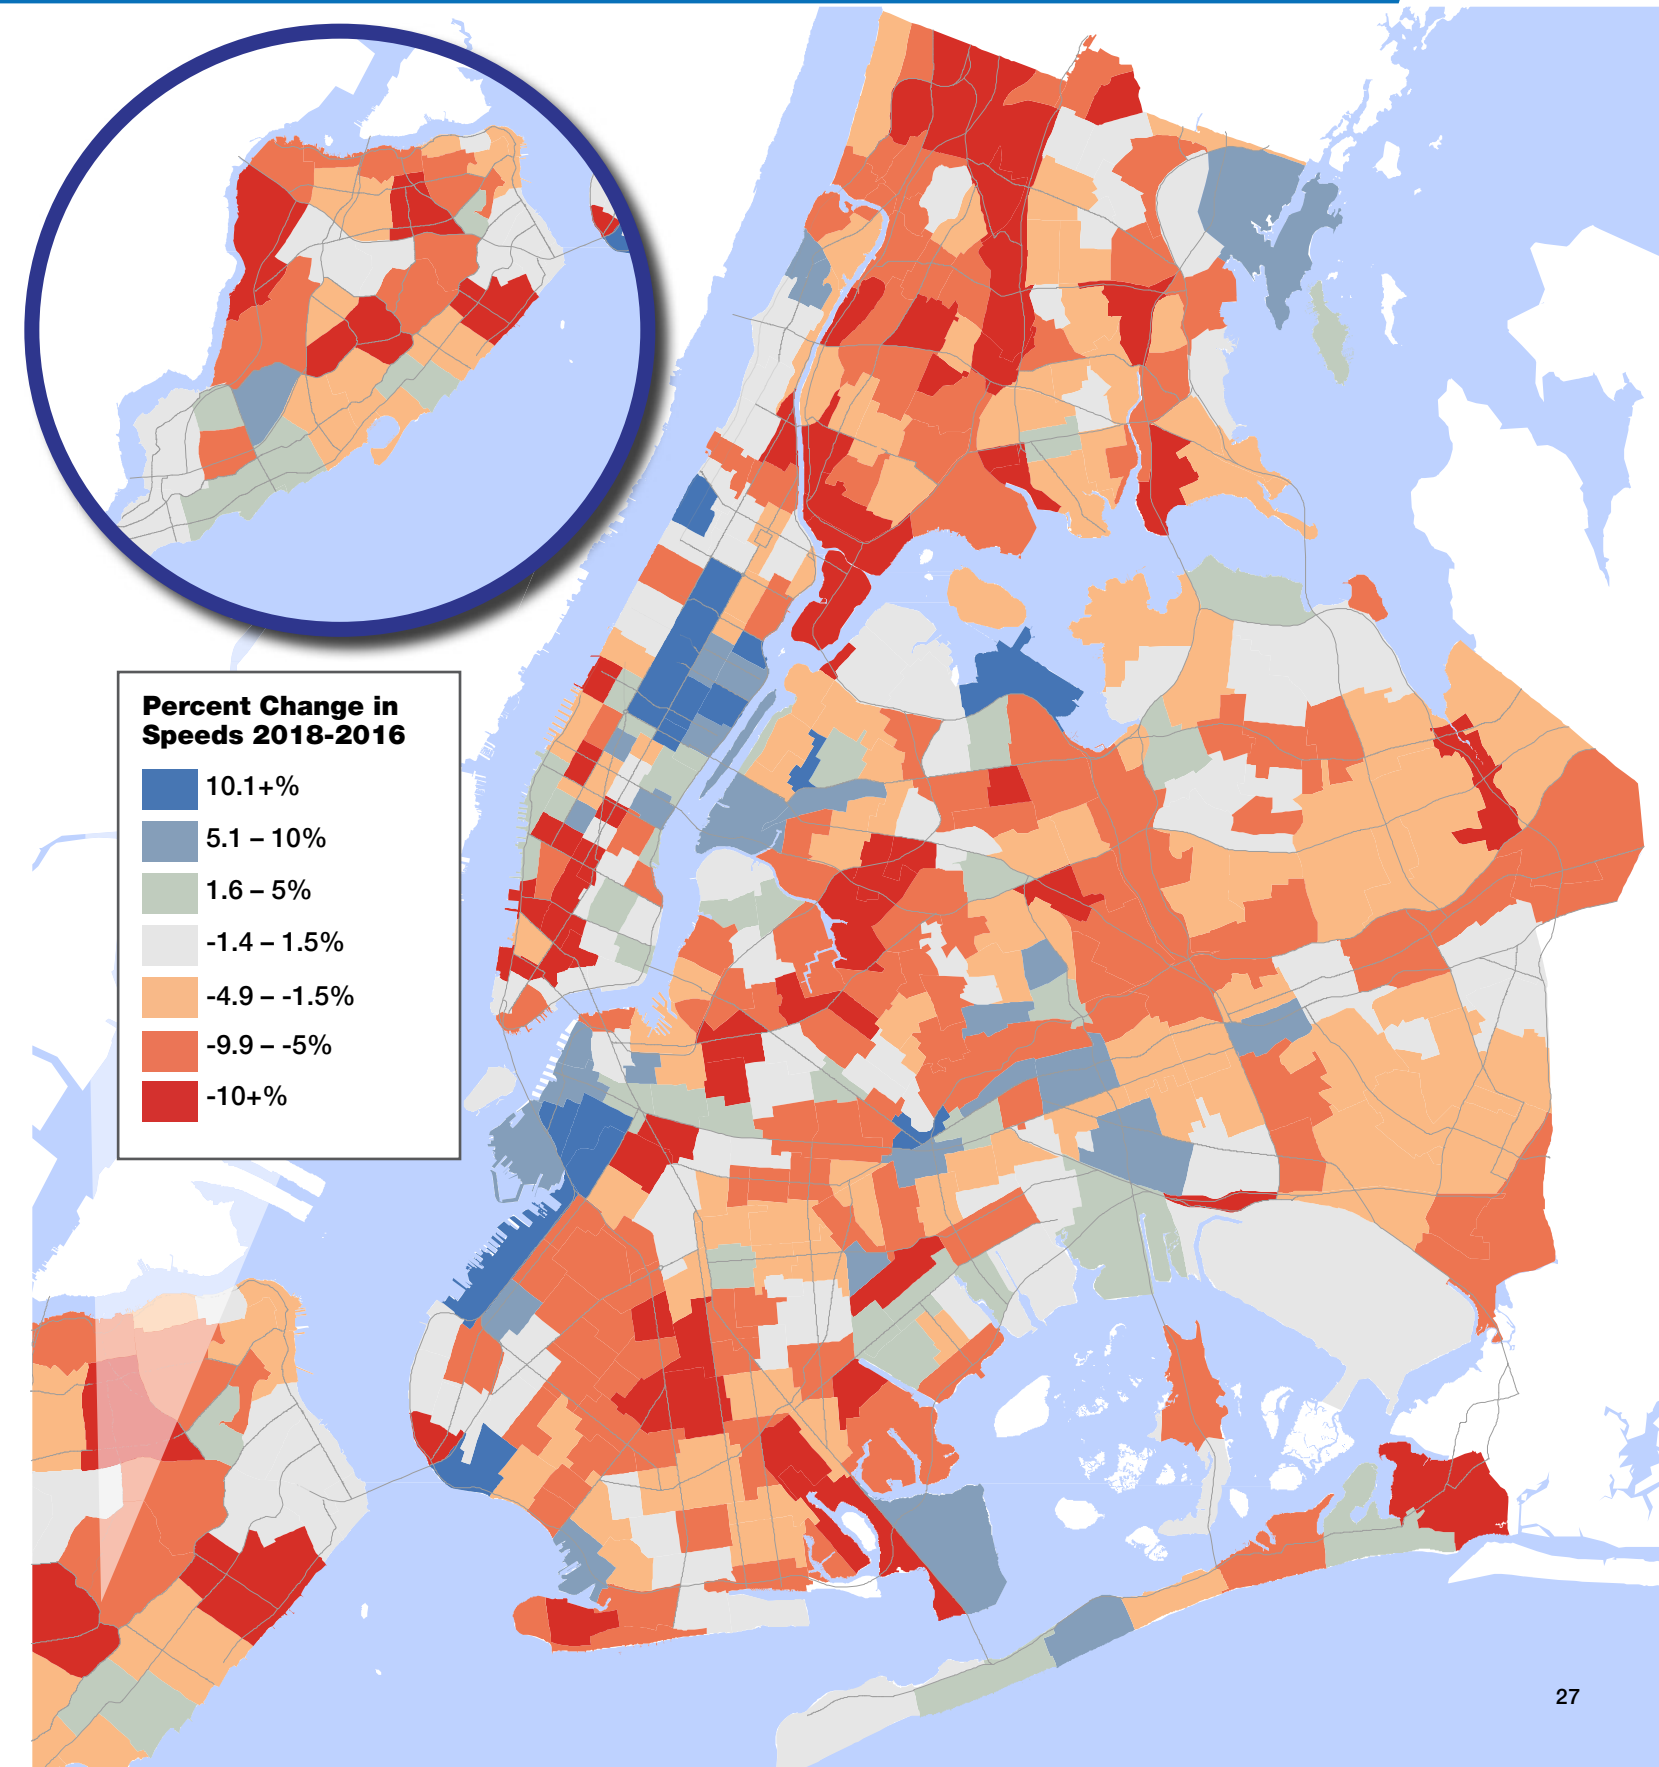 Percent Change in
Speeds 2018-2016
10.1+%
5.1 – 10%
1.6 – 5%
-1.4 – 1.5%
-4.9 – -1.5%
-9.9 – -5%
-10+%
27